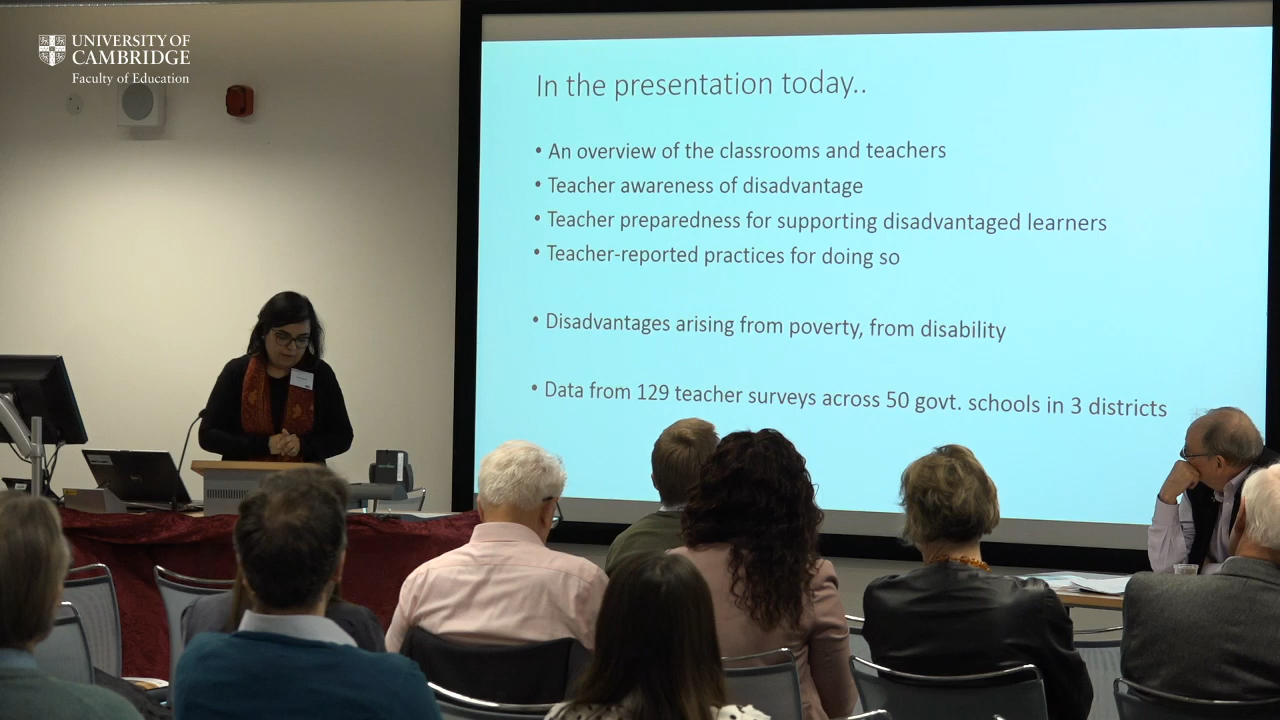 UNIVERSITY OF
CAMBRIDGE
Faculty of Education
In the presentation today..
• An overview of the classrooms and teachers
• Teacher awareness of disadvantage
• Teacher preparedness for supporting disadvantaged learners
• Teacher-reported practices for doing so
• Disadvantages arising from poverty, from disability
• Data from 129 teacher surveys across 50 govt. schools in 3 districts